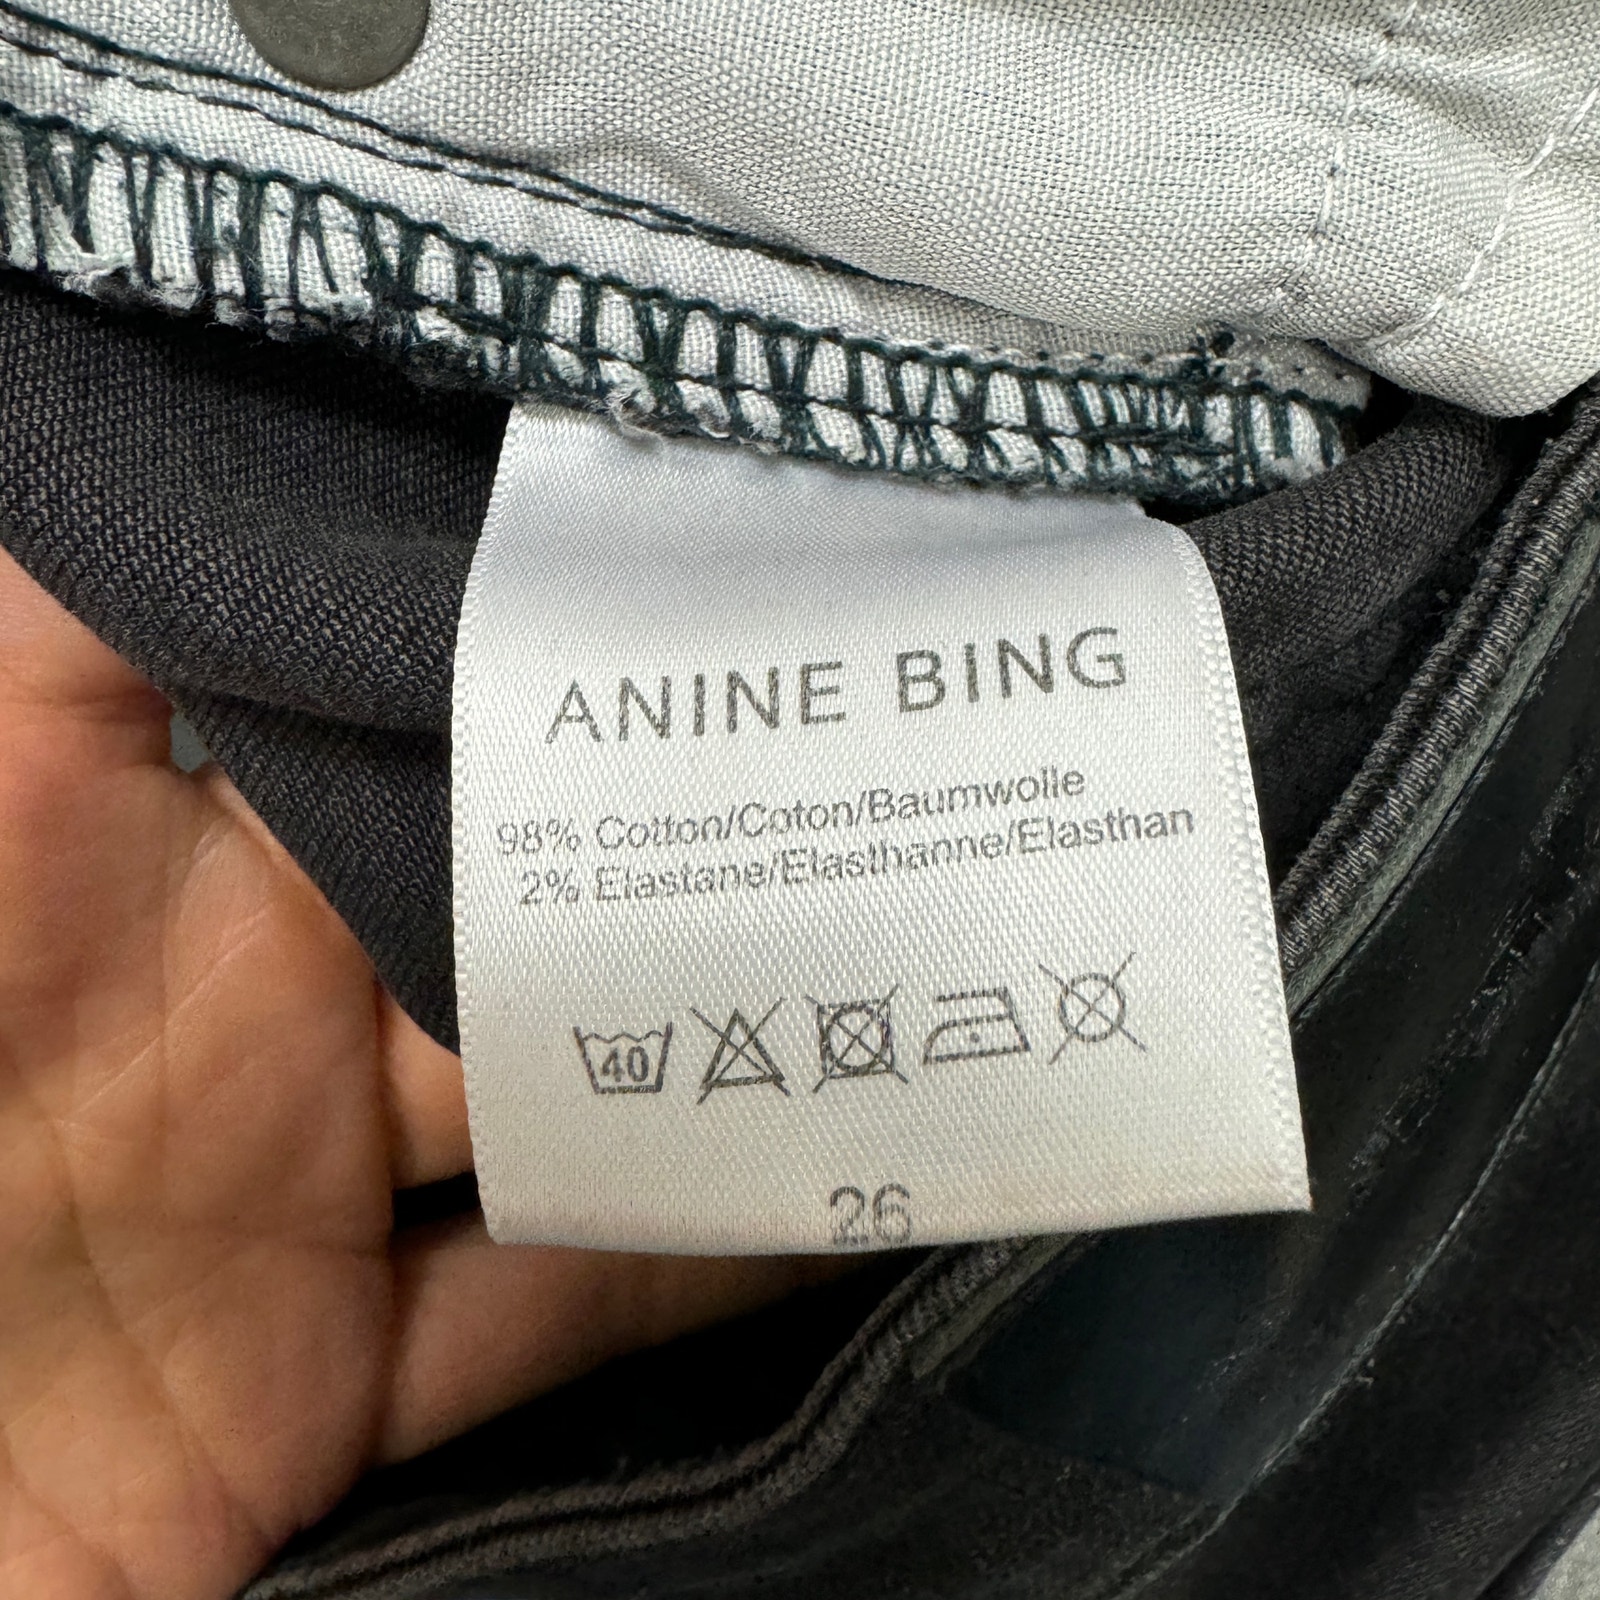 ANINE BING
98% Cotton/Coton/Baumwolle
2% Elastane/Elasthanne/Elasthan
40
26